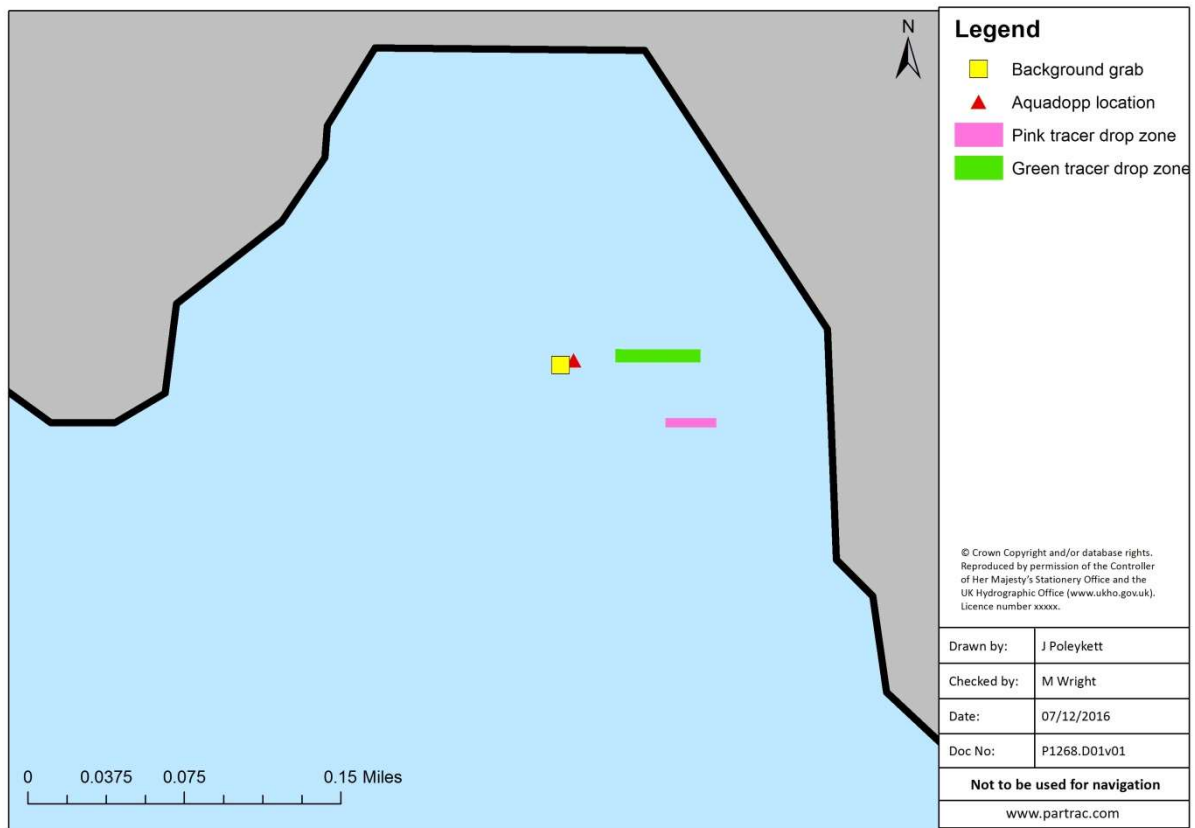 N
0 0.0375 0.075 0.15 Miles
Legend
Background grab
Aquadopp location
Pink tracer drop zone
Green tracer drop zone
© Crown Copyright and/or database rights.
Reproduced by permission of the Controller
of Her Majesty's Stationery Office and the
UK Hydrographic Office (www.ukho.gov.uk).
Licence number xxxxx.
Drawn by: J Poleykett
Checked by: M Wright
Date: 07/12/2016
Doc No: P1268.D01v01
Not to be used for navigation
www.partrac.com